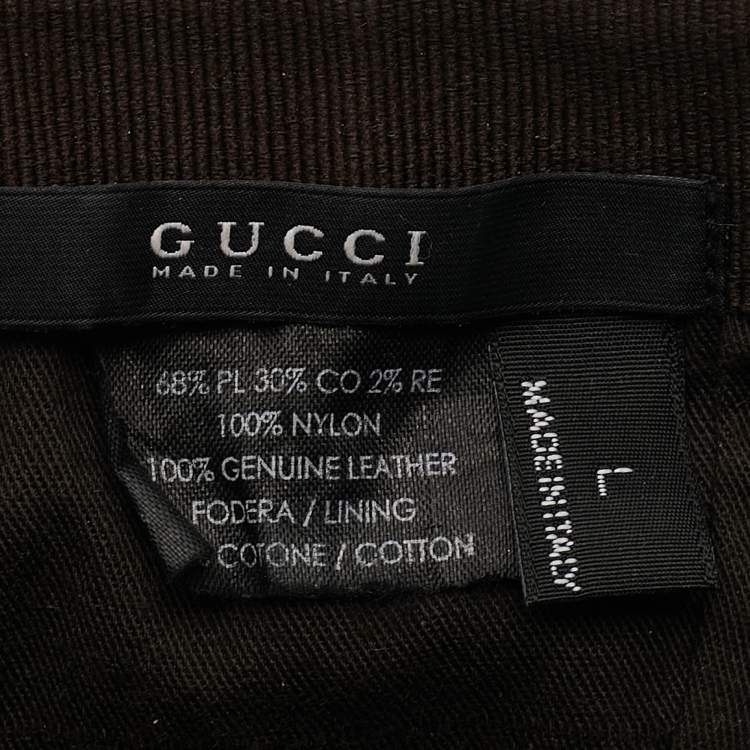 GUCCI
MADE IN ITALY
68% PL 30% CO 2% RE
100% NYLON
100% GENUINE LEATHER
FODERA / LINING
COTONE / COTTON
L
MADE IN ITALY